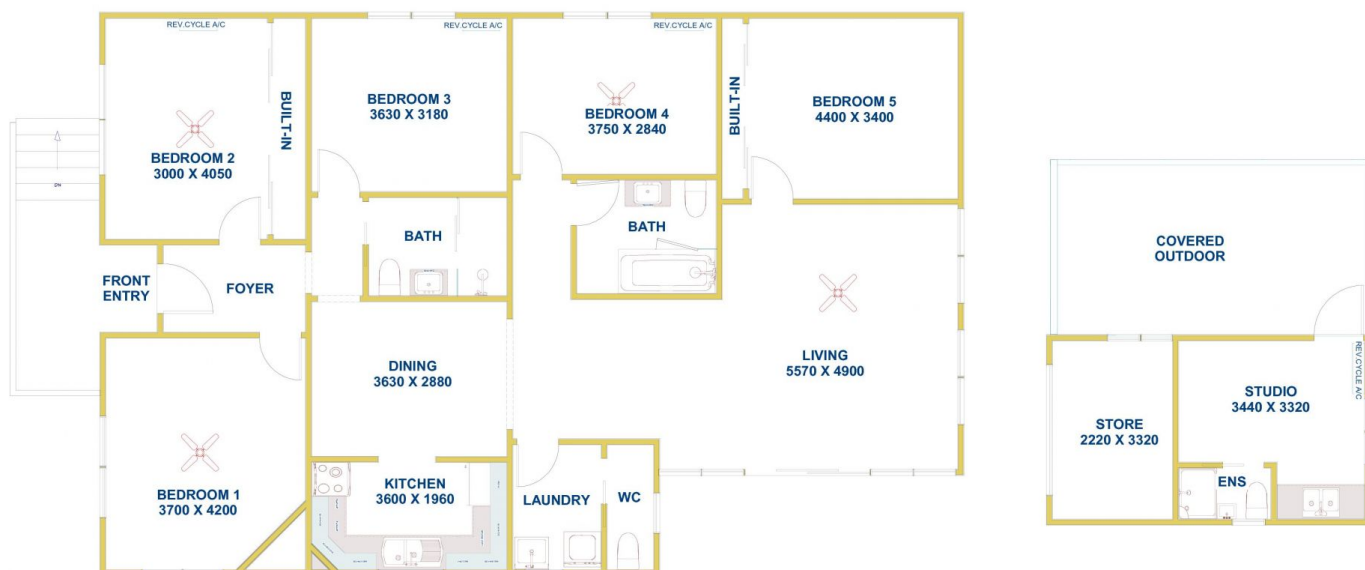 REV.CYCLE A/C
REV.CYCLE A/C
REV.CYCLE A/C
BEDROOM 2
3000 X 4050
BUILT-IN
BEDROOM 3
3630 X 3180
BEDROOM 4
3750 X 2840
BUILT-IN
BEDROOM 5
4400 X 3400
DN
BATH
BATH
FRONT
ENTRY
FOYER
COVERED
OUTDOOR
DINING
3630 X 2880
LIVING
5570 X 4900
REV.CYCLE A/C
STUDIO
3440 X 3320
STORE
2220 X 3320
BEDROOM 1
3700 X 4200
KITCHEN
3600 X 1960
LAUNDRY
WC
ENS